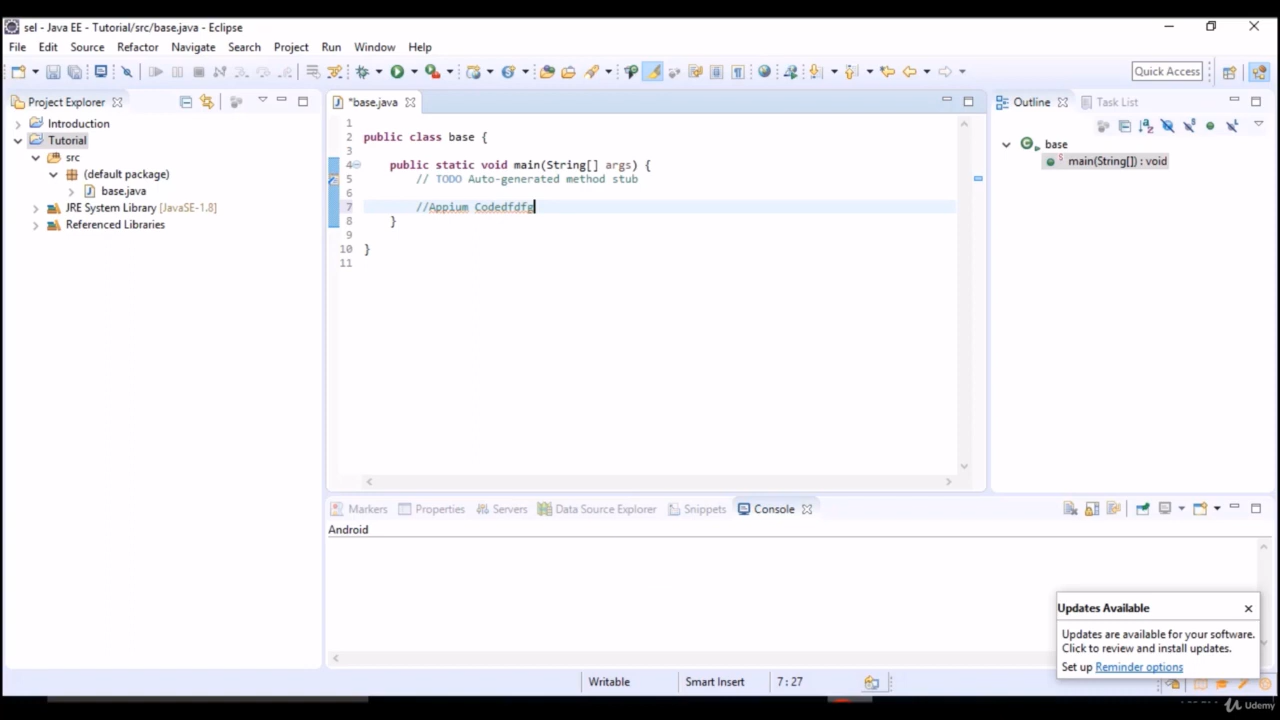 sel - Java EE - Tutorial/src/base.java - Eclipse
File Edit Source Refactor Navigate Search Project Run Window Help
Quick Access
Project Explorer
Introduction
Tutorial
src
(default package)
base.java
JRE System Library [JavaSE-1.8]
Referenced Libraries
*base.java
1
2 public class base {
3
4 public static void main(String[] args) {
5 // TODO Auto-generated method stub
6
7 //Appium Codedfdfg
8 }
9
10 }
11
Outline Task List
base
main(String[]) : void
Markers Properties Servers Data Source Explorer Snippets Console
Android
Updates Available
Updates are available for your software.
Click to review and install updates.
Set up Reminder options
Writable Smart Insert 7 : 27
Udemy